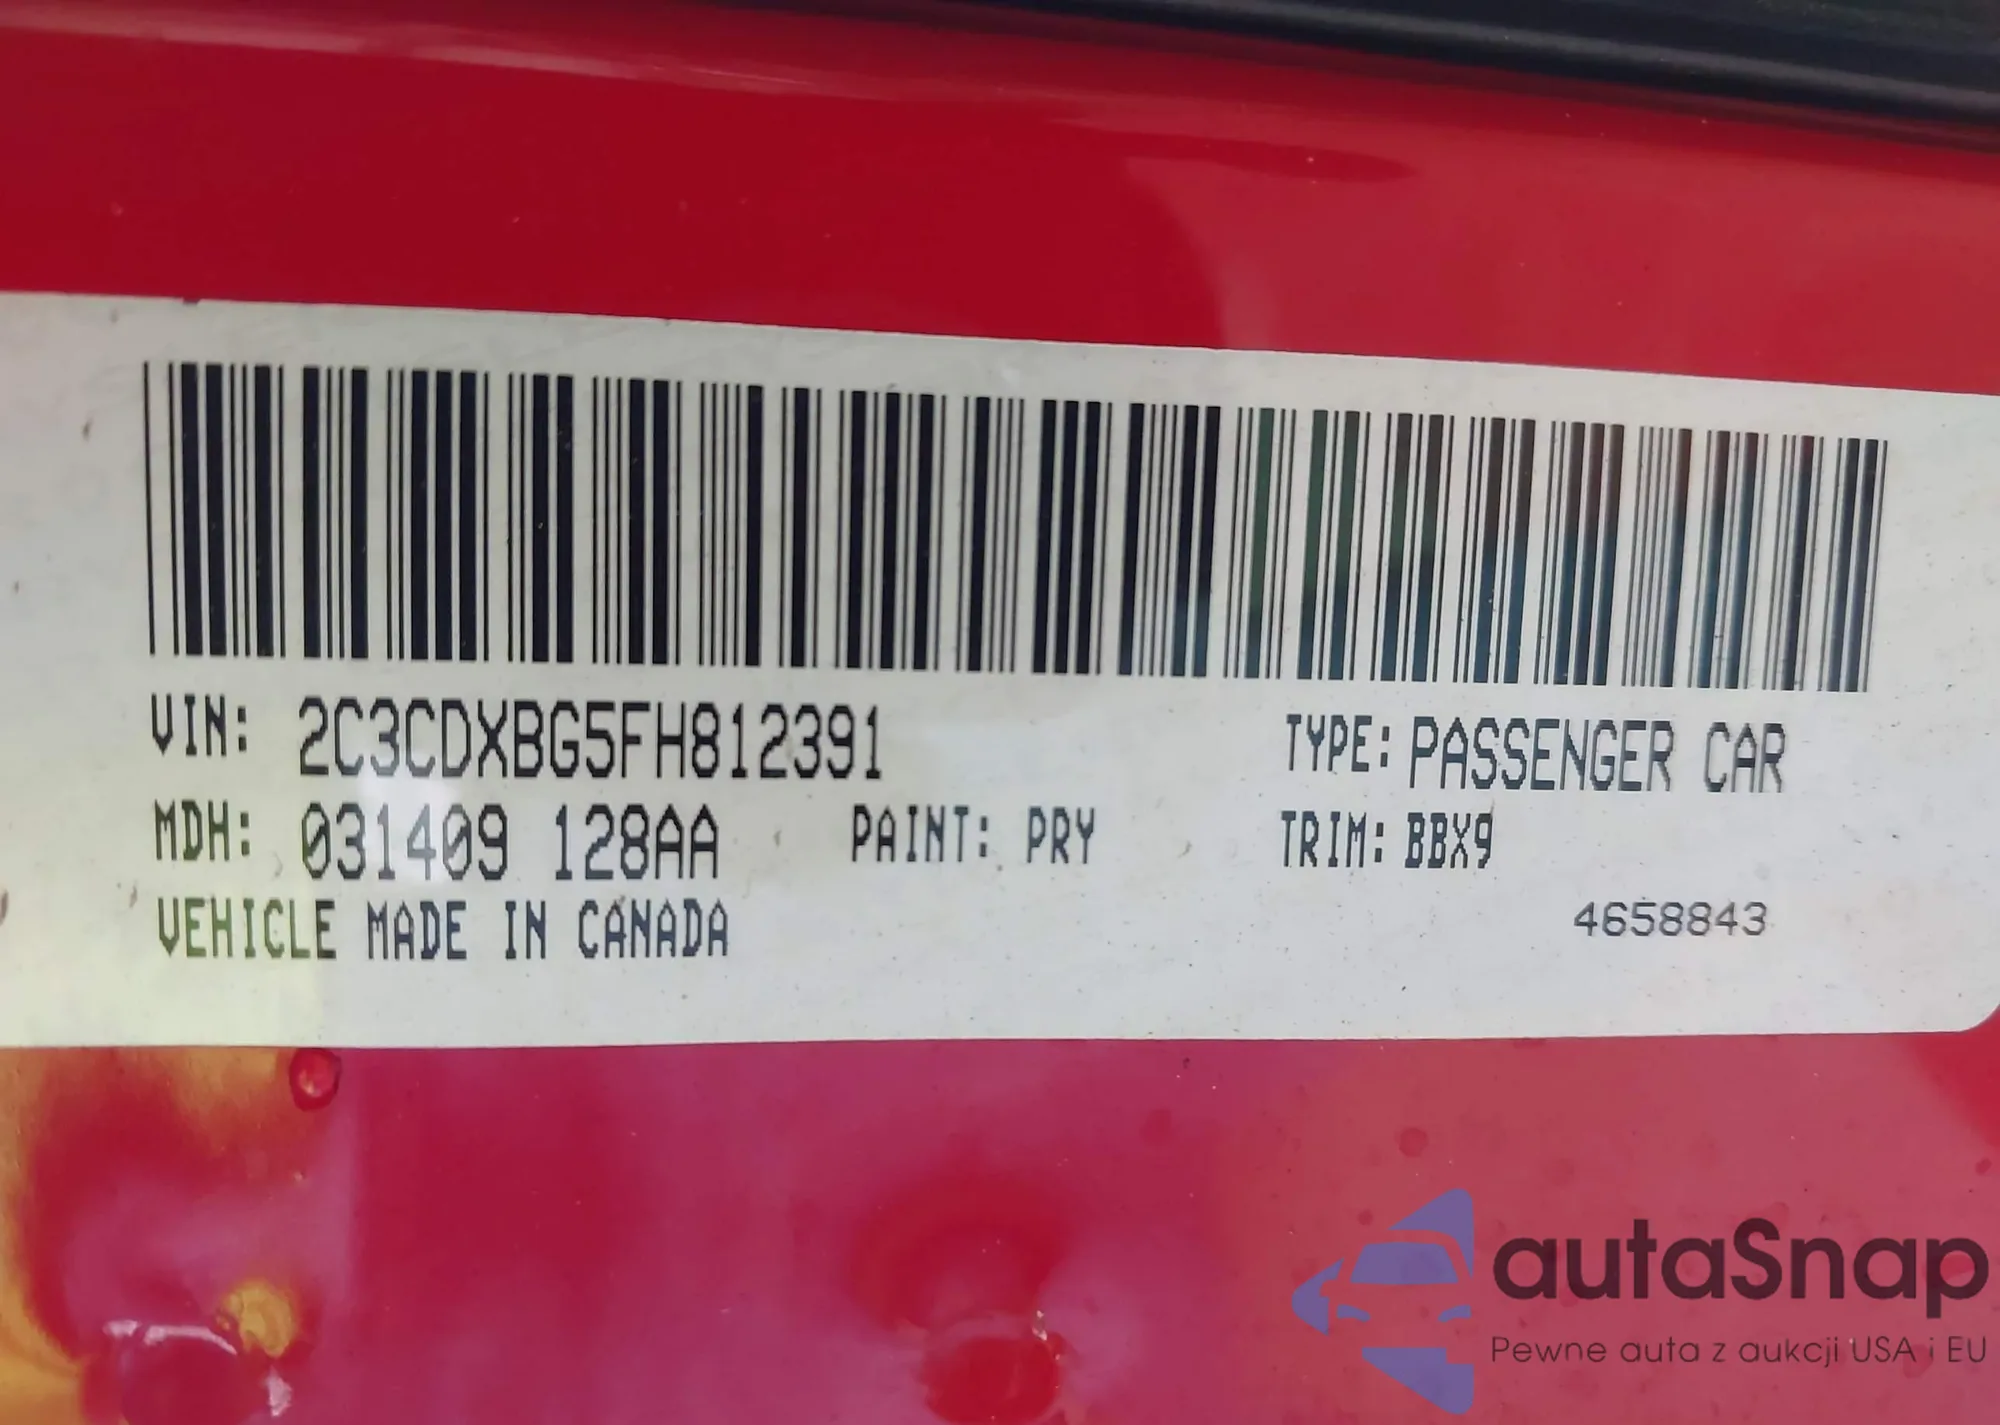 VIN: 2C3CDXBG5FH812391 TYPE: PASSENGER CAR
MDH: 031409 128AA PAINT: PRY TRIM: BBX9
VEHICLE MADE IN CANADA 4658843
autaSnap
Pewne auta z aukcji USA i EU